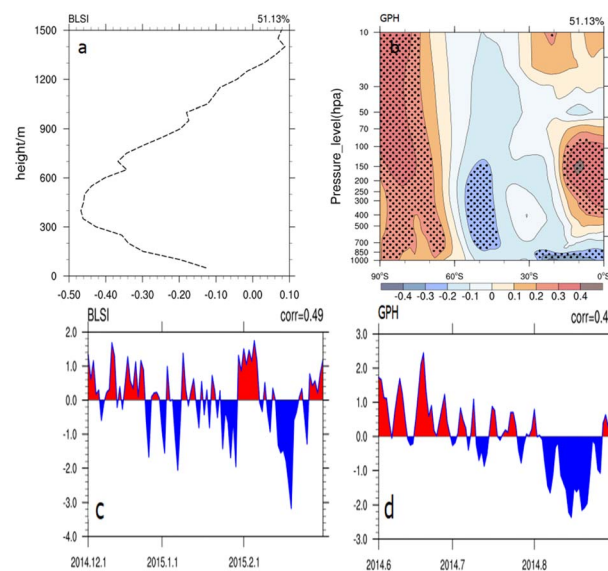 BLSI 51.13%
a
1500
1200
900
600
300
0
height/m
-0.50 -0.40 -0.30 -0.20 -0.10 0.00 0.10
GPH 51.13%
b
10
30
50
70
100
150
200
250
300
400
500
700
850
1000
Pressure_level(hpa)
90°S 60°S 30°S 0°S
-0.4 -0.3 -0.2 -0.1 0 0.1 0.2 0.3 0.4
BLSI corr=0.49
2.0
1.0
0.0
-1.0
-2.0
-3.0
-4.0
c
2014.12.1 2015.1.1 2015.2.1
GPH corr=0.4
3.0
2.0
1.0
0.0
-1.0
-2.0
-3.0
d
2014.6 2014.7 2014.8